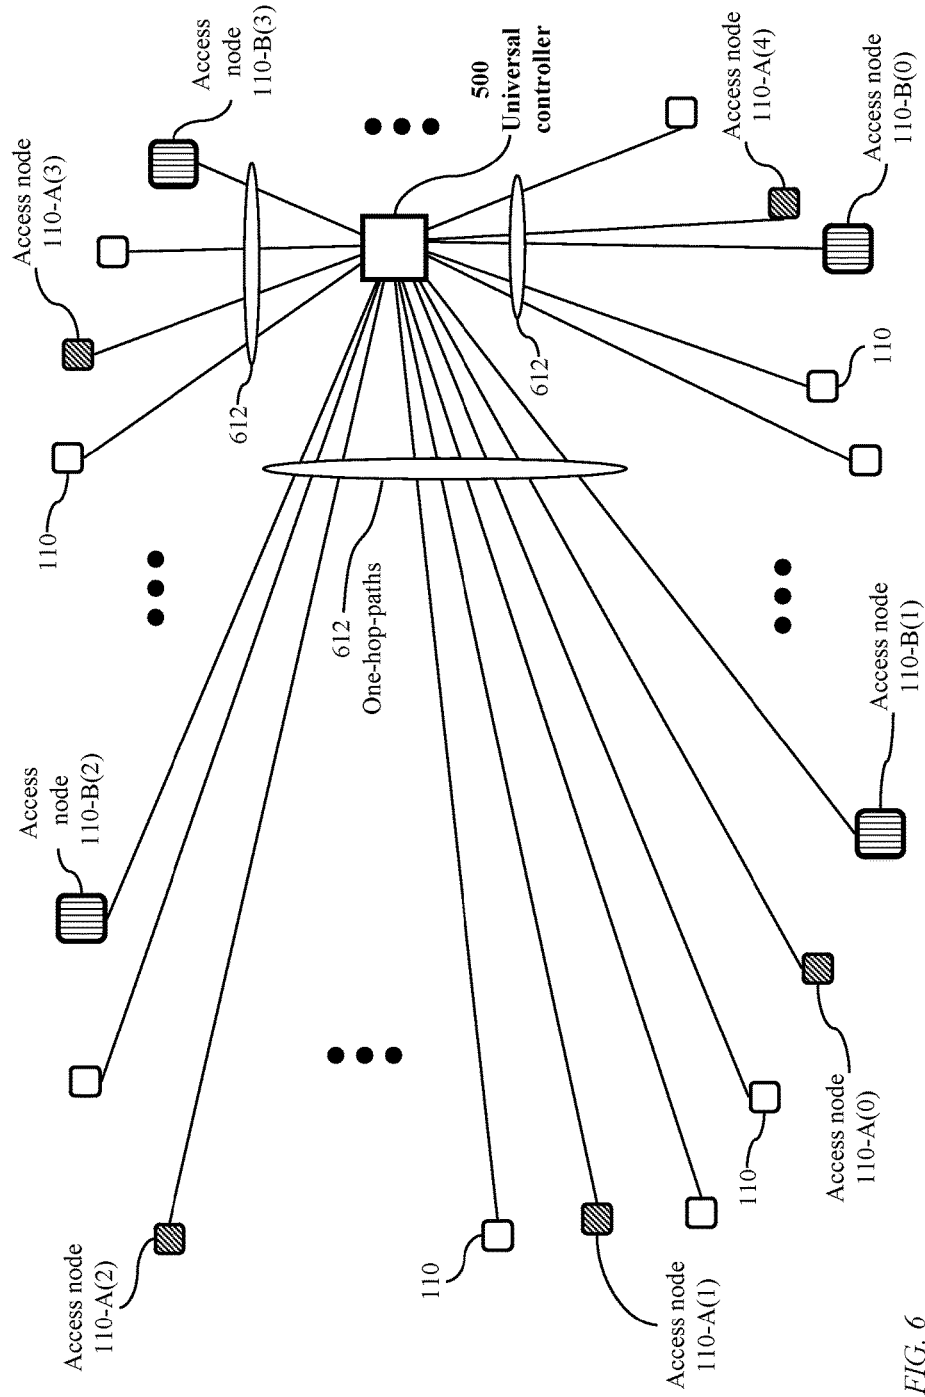 Access node
110-A(2)
Access
node
110-B(2)
110
Access node
110-A(3)
Access
node
110-B(3)
612
612
One-hop-paths
110
500
Universal
controller
612
Access node
110-A(1)
Access node
110-A(4)
110
Access node
110-A(0)
Access node
110-B(1)
110
Access node
110-B(0)
FIG. 6